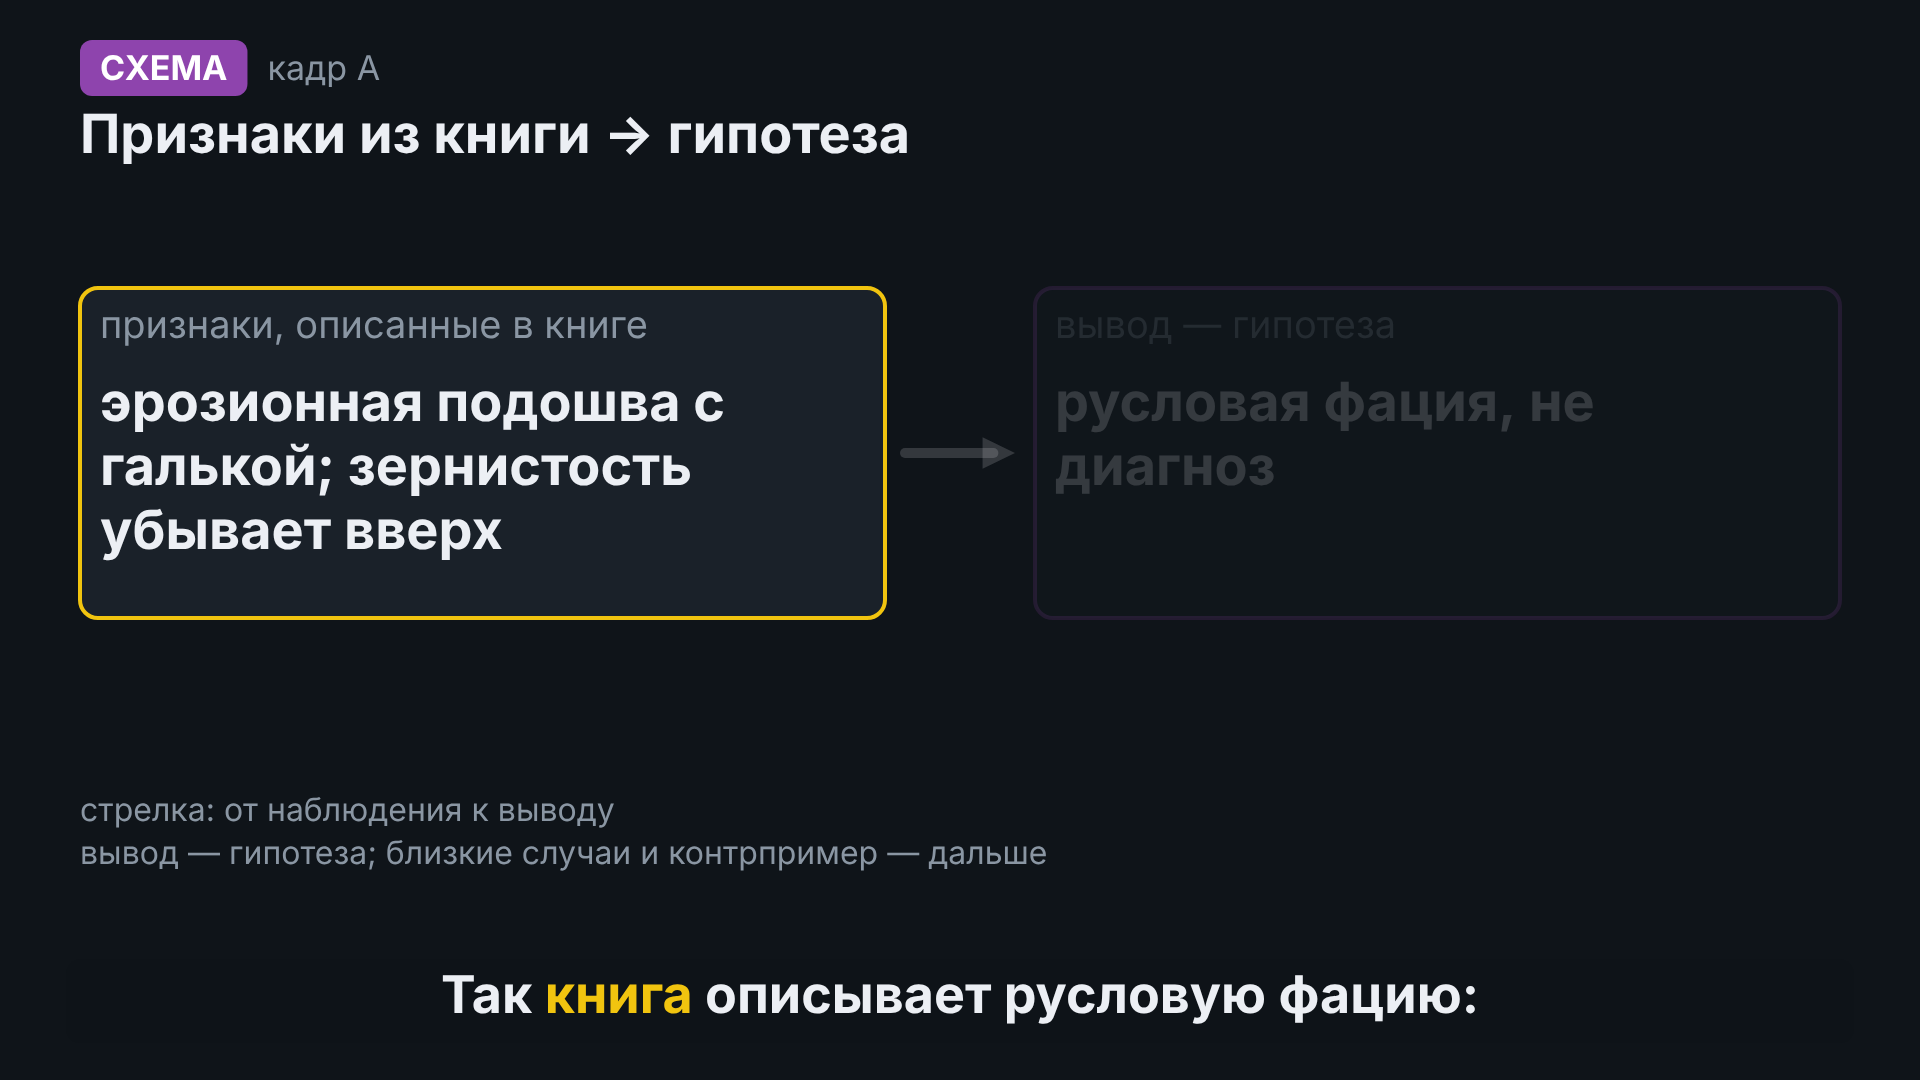 СХЕМА кадр А
Признаки из книги → гипотеза
признаки, описанные в книге
эрозионная подошва с
галькой; зернистость
убывает вверх
вывод — гипотеза
русловая фация, не
диагноз
стрелка: от наблюдения к выводу
вывод — гипотеза; близкие случаи и контрпример — дальше
Так книга описывает русловую фацию: